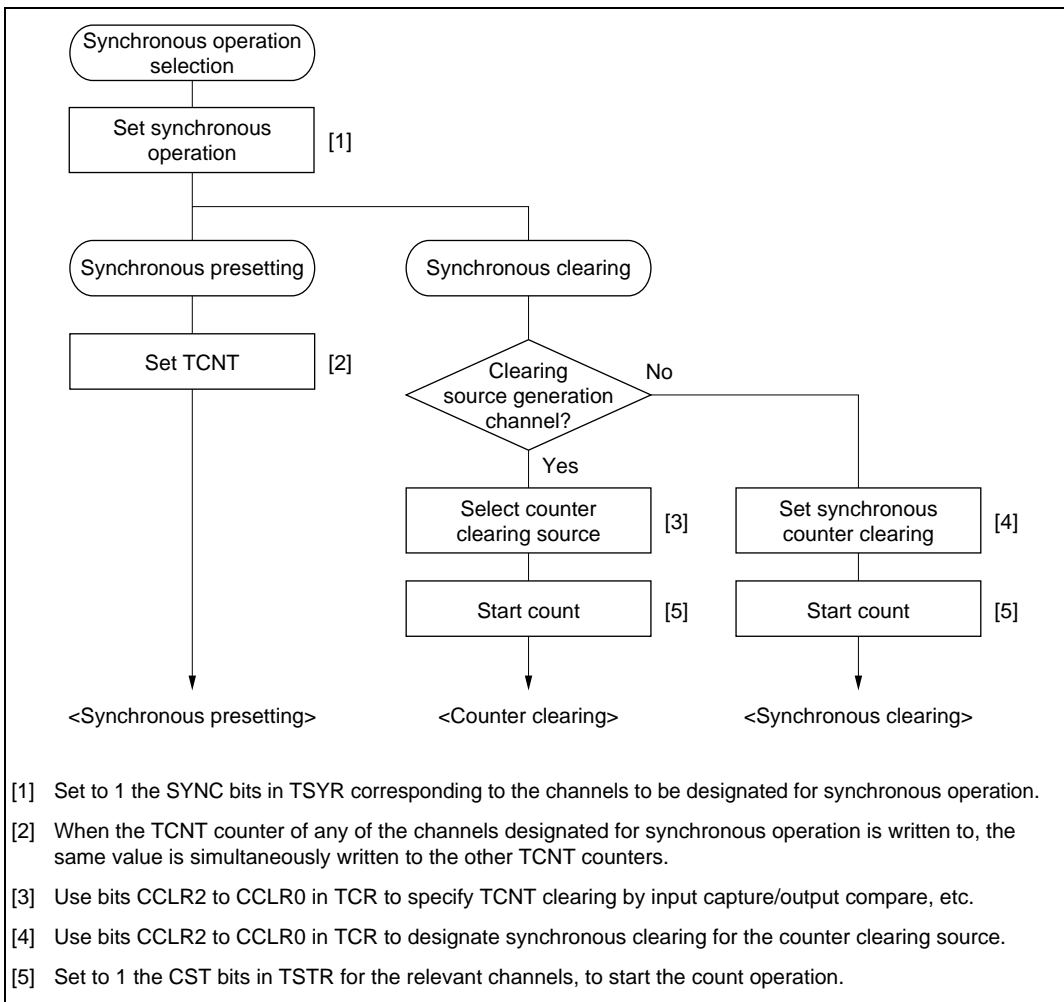 Synchronous operation
selection
Set synchronous
operation
[1]
Synchronous presetting
Synchronous clearing
Set TCNT
[2]
Clearing
source generation
channel?
No
Yes
Select counter
clearing source
[3]
Set synchronous
counter clearing
[4]
Start count
[5]
Start count
[5]
<Synchronous presetting>
<Counter clearing>
<Synchronous clearing>
[1] Set to 1 the SYNC bits in TSYR corresponding to the channels to be designated for synchronous operation.
[2] When the TCNT counter of any of the channels designated for synchronous operation is written to, the
same value is simultaneously written to the other TCNT counters.
[3] Use bits CCLR2 to CCLR0 in TCR to specify TCNT clearing by input capture/output compare, etc.
[4] Use bits CCLR2 to CCLR0 in TCR to designate synchronous clearing for the counter clearing source.
[5] Set to 1 the CST bits in TSTR for the relevant channels, to start the count operation.